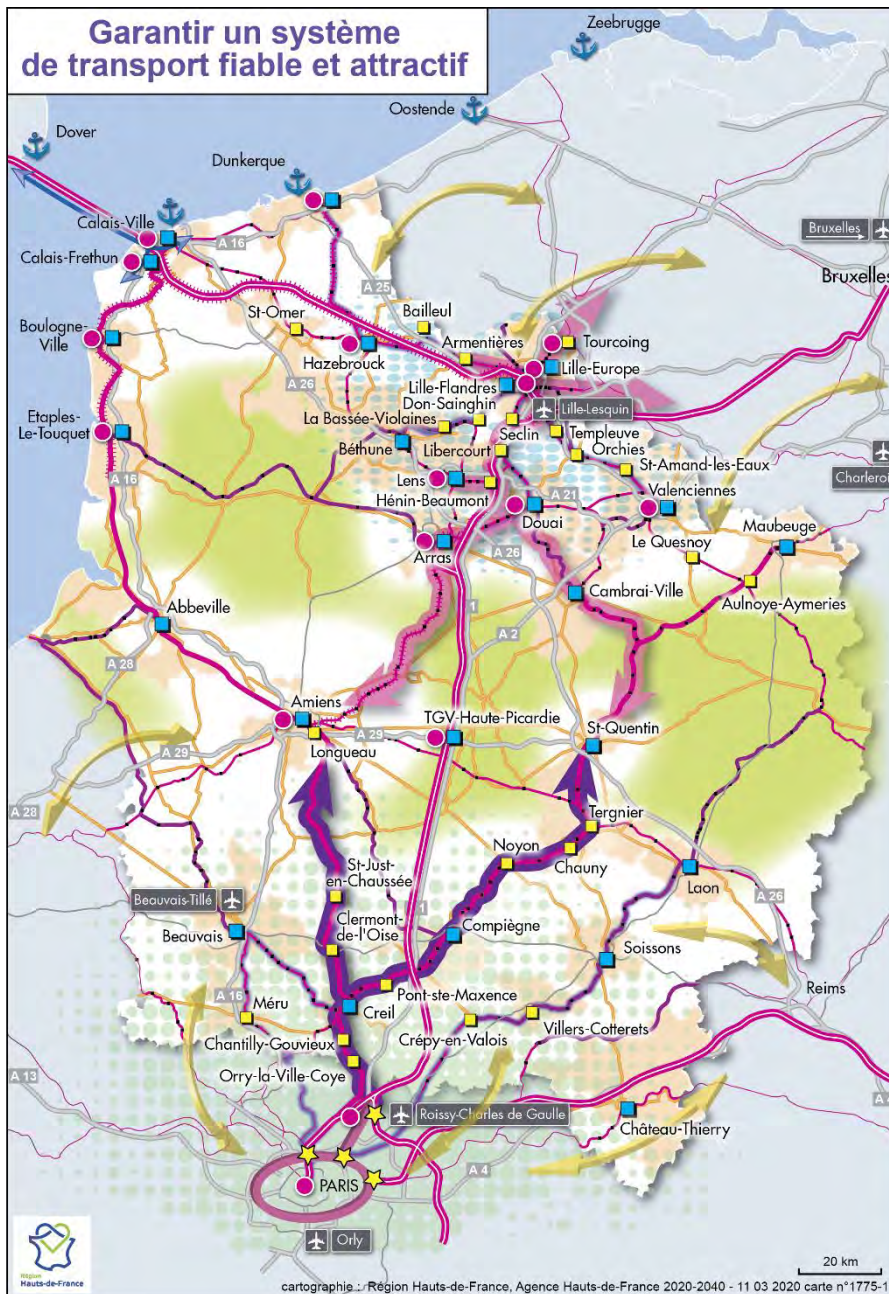 Garantir un système
de transport fiable et attractif
Zeebrugge
Oostende
Dover
Dunkerque
Calais-Ville
A 16
Bruxelles
Calais-Frethun
Bruxelles
A 25
St-Omer
Bailleul
Boulogne-
Ville
Armentières
Tourcoing
Hazebrouck
Lille-Europe
A 26
Lille-Flandres
Don-Sainghin
Lille-Lesquin
La Bassée-Violaines
Seclin
Etaples-
Le-Touquet
Templeuve
Libercourt
Orchies
Béthune
St-Amand-les-Eaux
Charleroi
A 16
Lens
A 21
Valenciennes
Hénin-Beaumont
Douai
Maubeuge
Arras
A 26
Le Quesnoy
Cambrai-Ville
Aulnoye-Aymeries
Abbeville
1
A 2
A 28
Amiens
TGV-Haute-Picardie
St-Quentin
A 29
A 29
Longueau
A 28
Tergnier
Noyon
Chauny
St-Just-
en-Chaussée
Laon
Beauvais-Tillé
A 26
1
Clermont-
de-l'Oise
Compiègne
Beauvais
Soissons
Reims
A 16
Pont-ste-Maxence
Méru
Creil
Villers-Cotterets
Chantilly-Gouvieux
Crépy-en-Valois
Orry-la-Ville-Coye
A 13
A 4
Roissy-Charles de Gaulle
Château-Thierry
A 4
PARIS
Orly
Région
Hauts-de-France
20 km
cartographie : Région Hauts-de-France, Agence Hauts-de-France 2020-2040 - 11 03 2020 carte n°1775-1